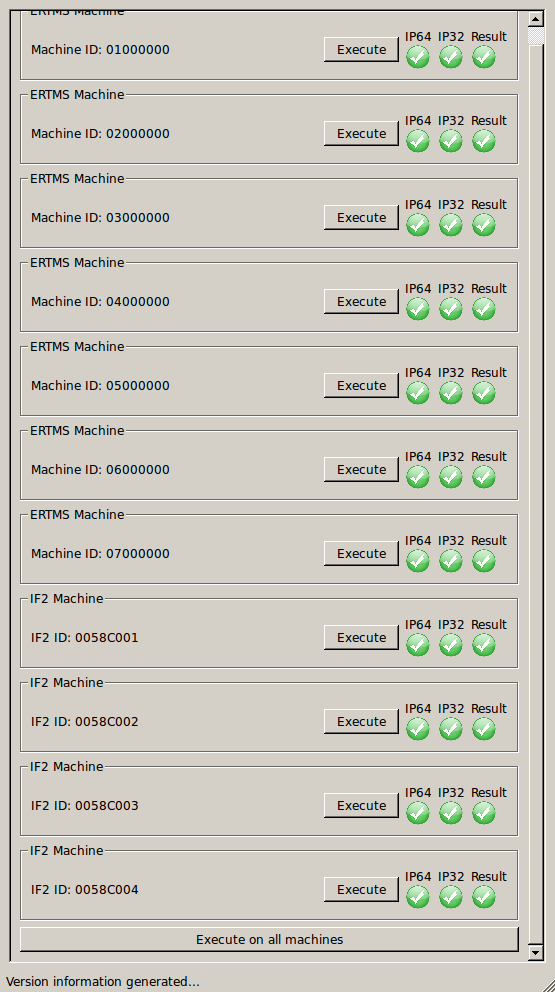 ERTMS Machine
IP64 IP32 Result
Machine ID: 01000000 Execute
ERTMS Machine
IP64 IP32 Result
Machine ID: 02000000 Execute
ERTMS Machine
IP64 IP32 Result
Machine ID: 03000000 Execute
ERTMS Machine
IP64 IP32 Result
Machine ID: 04000000 Execute
ERTMS Machine
IP64 IP32 Result
Machine ID: 05000000 Execute
ERTMS Machine
IP64 IP32 Result
Machine ID: 06000000 Execute
ERTMS Machine
IP64 IP32 Result
Machine ID: 07000000 Execute
IF2 Machine
IP64 IP32 Result
IF2 ID: 0058C001 Execute
IF2 Machine
IP64 IP32 Result
IF2 ID: 0058C002 Execute
IF2 Machine
IP64 IP32 Result
IF2 ID: 0058C003 Execute
IF2 Machine
IP64 IP32 Result
IF2 ID: 0058C004 Execute
Execute on all machines
Version information generated...